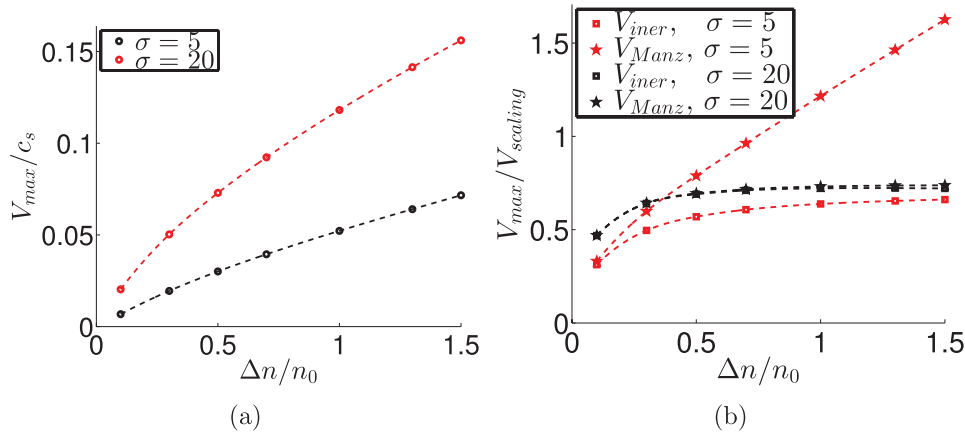 σ = 5
σ = 20
V_max/c_s
0.15
0.1
0.05
0
0
0.5
1
1.5
Δn/n_0
(a)
V_iner, σ = 5
V_Manz, σ = 5
V_iner, σ = 20
V_Manz, σ = 20
V_max/V_scaling
1.5
1
0.5
0
0
0.5
1
1.5
Δn/n_0
(b)